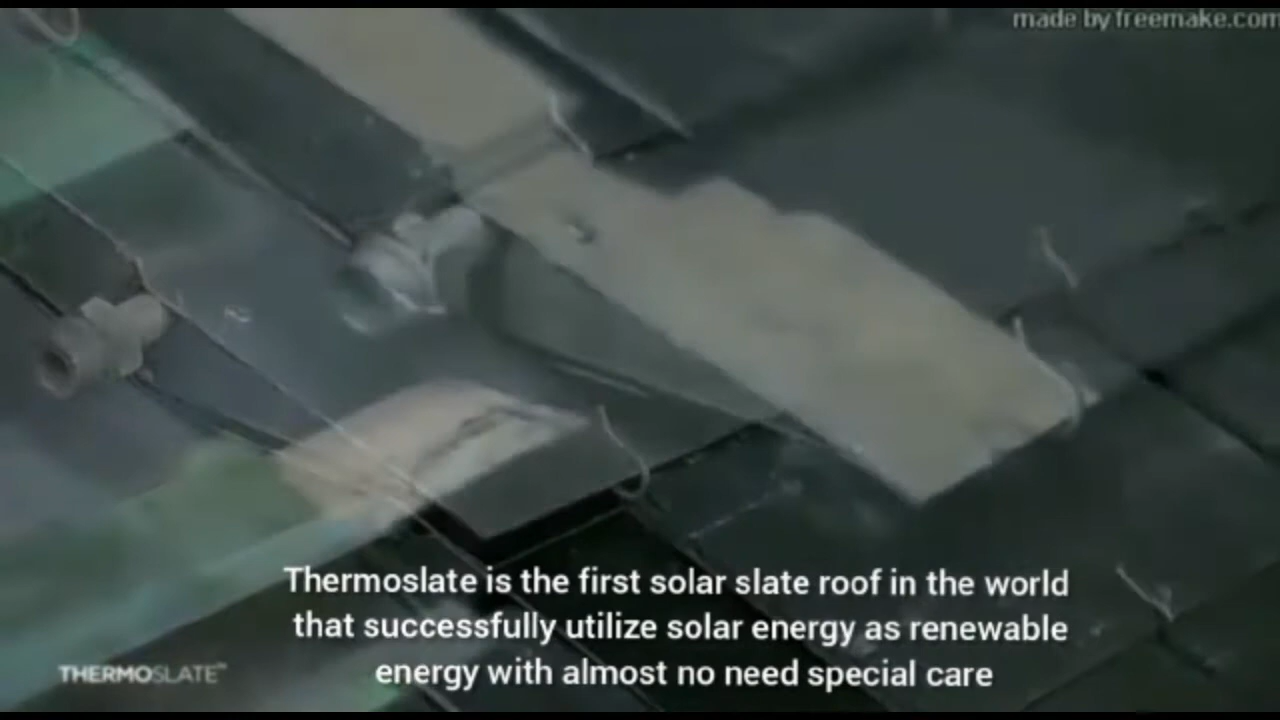 made by freemake.com
Thermoslate is the first solar slate roof in the world
that successfully utilize solar energy as renewable
energy with almost no need special care
THERMOSLATE™